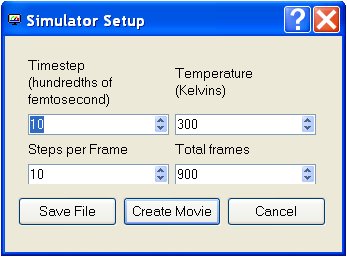 Simulator Setup
Timestep
(hundredths of
femtosecond)
Temperature
(Kelvins)
10
300
Steps per Frame
Total frames
10
900
Save File
Create Movie
Cancel